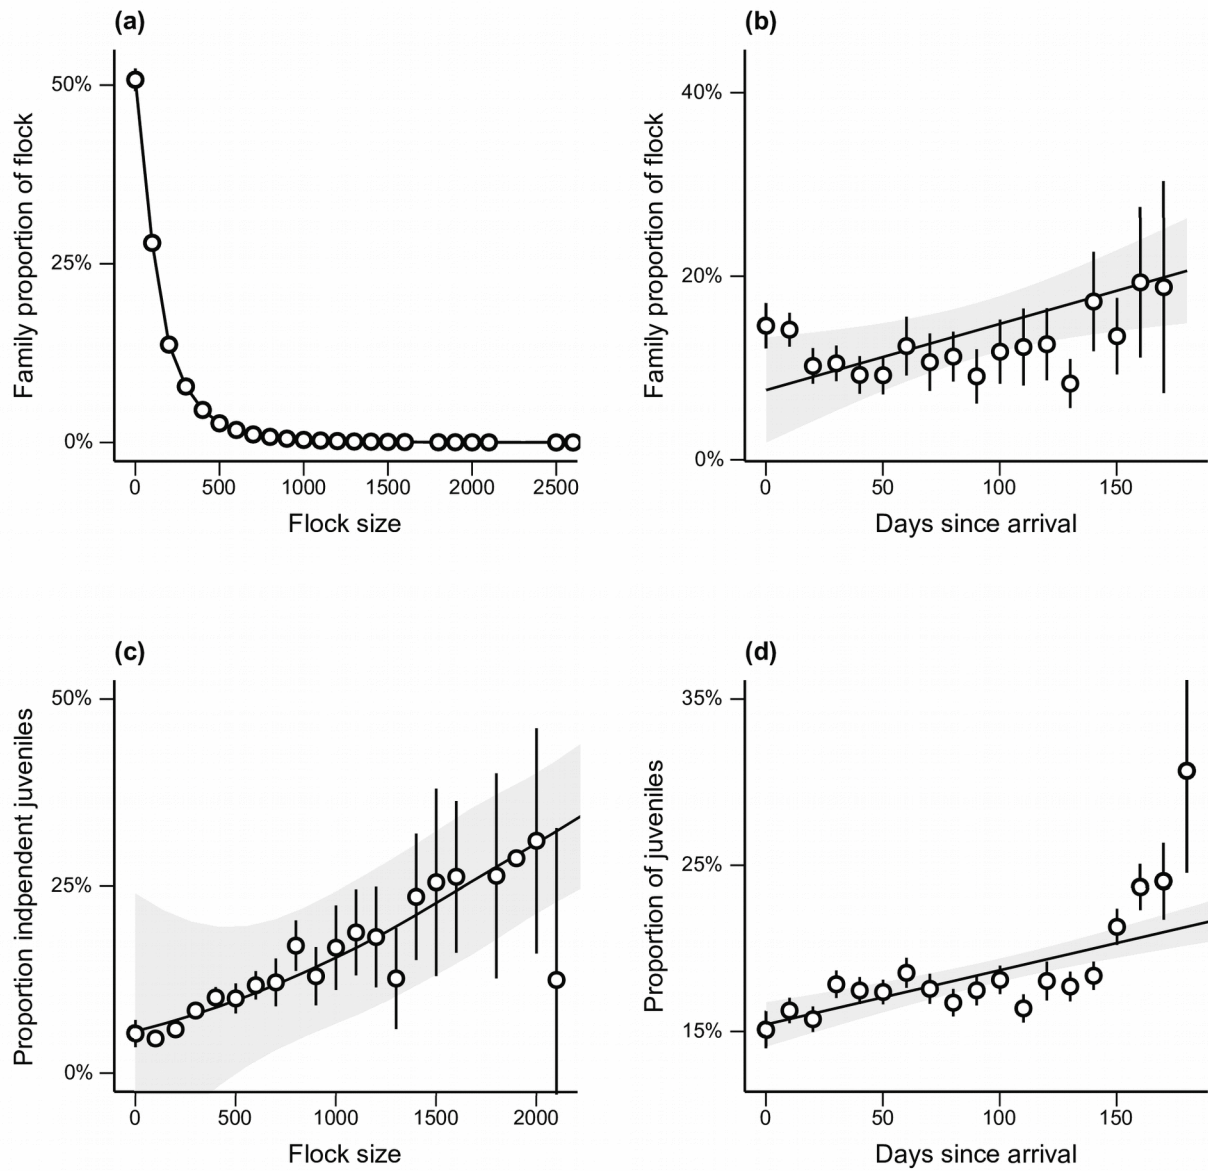 (a)
50%
25%
0%
Family proportion of flock
0 500 1000 1500 2000 2500
Flock size
(b)
40%
20%
0%
Family proportion of flock
0 50 100 150
Days since arrival
(c)
50%
25%
0%
Proportion indpendent juveniles
0 500 1000 1500 2000
Flock size
(d)
35%
25%
15%
Proportion of juveniles
0 50 100 150
Days since arrival